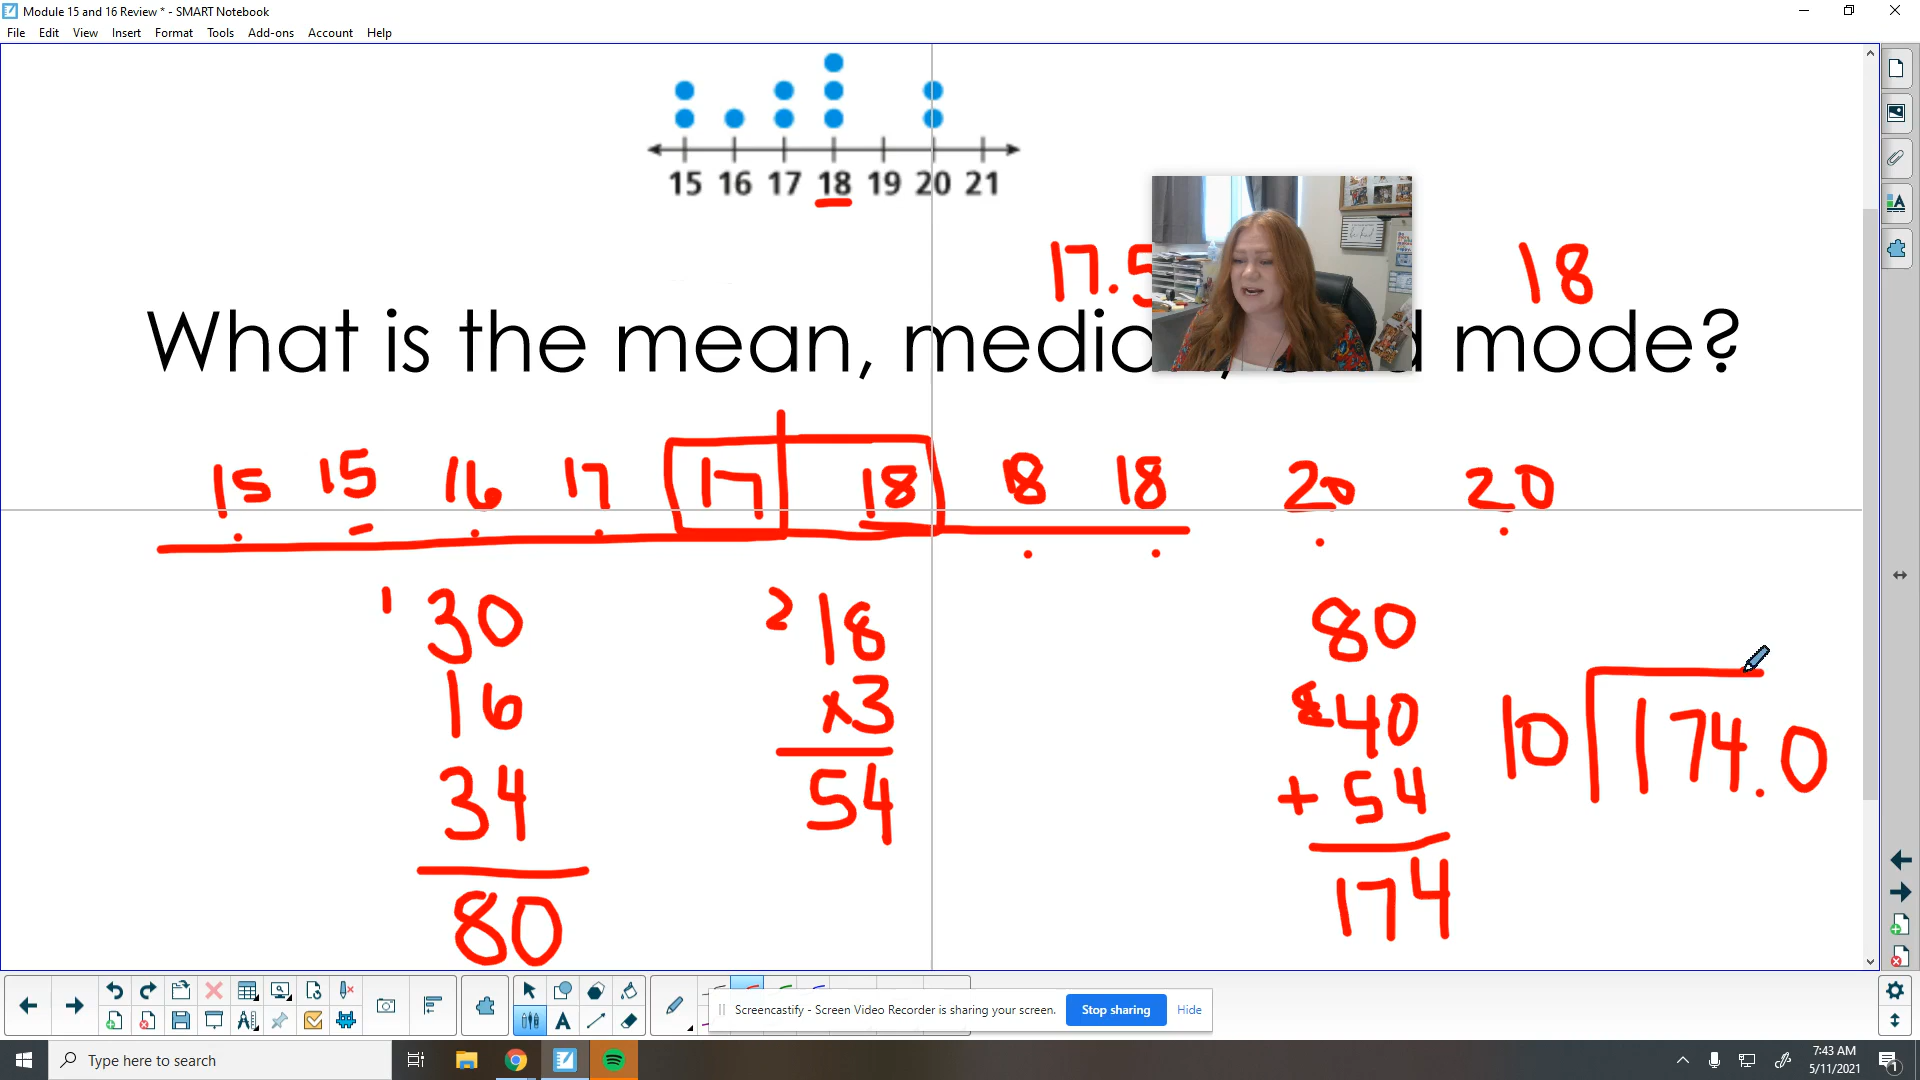 Module 15 and 16 Review * - SMART Notebook
File Edit View Insert Format Tools Add-ons Account Help
15 16 17 18 19 20 21
17.5 18
What is the mean, media d mode?
15 15 16 17 17 18 18 18 20 20
1 30
16
34
80
2 18
x3
54
80
40
+ 54
174
10 174.0
Screencastify - Screen Video Recorder is sharing your screen. Stop sharing Hide
Type here to search
7:43 AM
5/11/2021
1